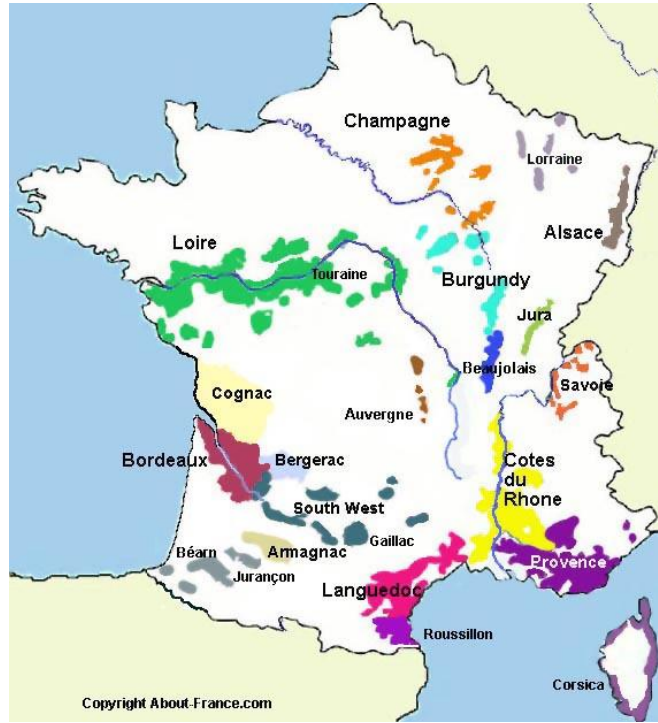 Champagne
Lorraine
Alsace
Loire
Touraine
Burgundy
Jura
Beaujolais
Savoie
Cognac
Auvergne
Bordeaux
Bergerac
Cotes
du
Rhone
South West
Gaillac
Armagnac
Béarn
Jurançon
Provence
Languedoc
Roussillon
Corsica
Copyright About-France.com